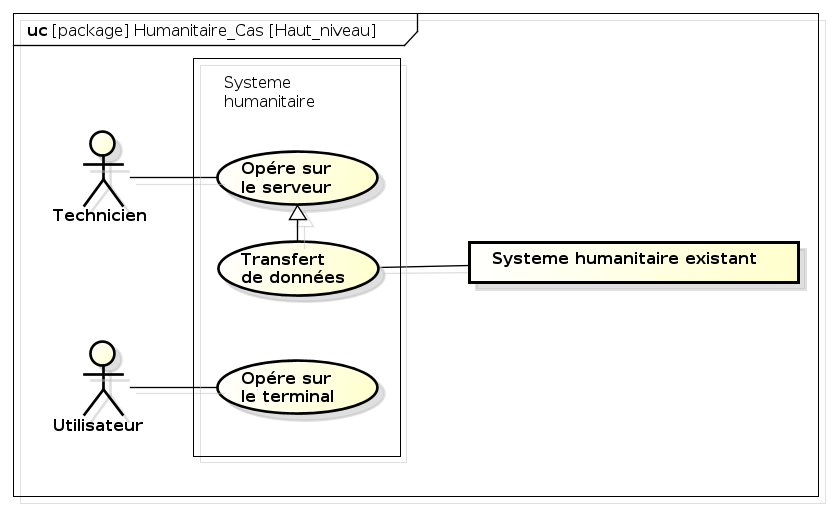 uc [package] Humanitaire_Cas [Haut_niveau]
Systeme
humanitaire
Opére sur
le serveur
Technicien
Transfert
de données
Systeme humanitaire existant
Opére sur
le terminal
Utilisateur